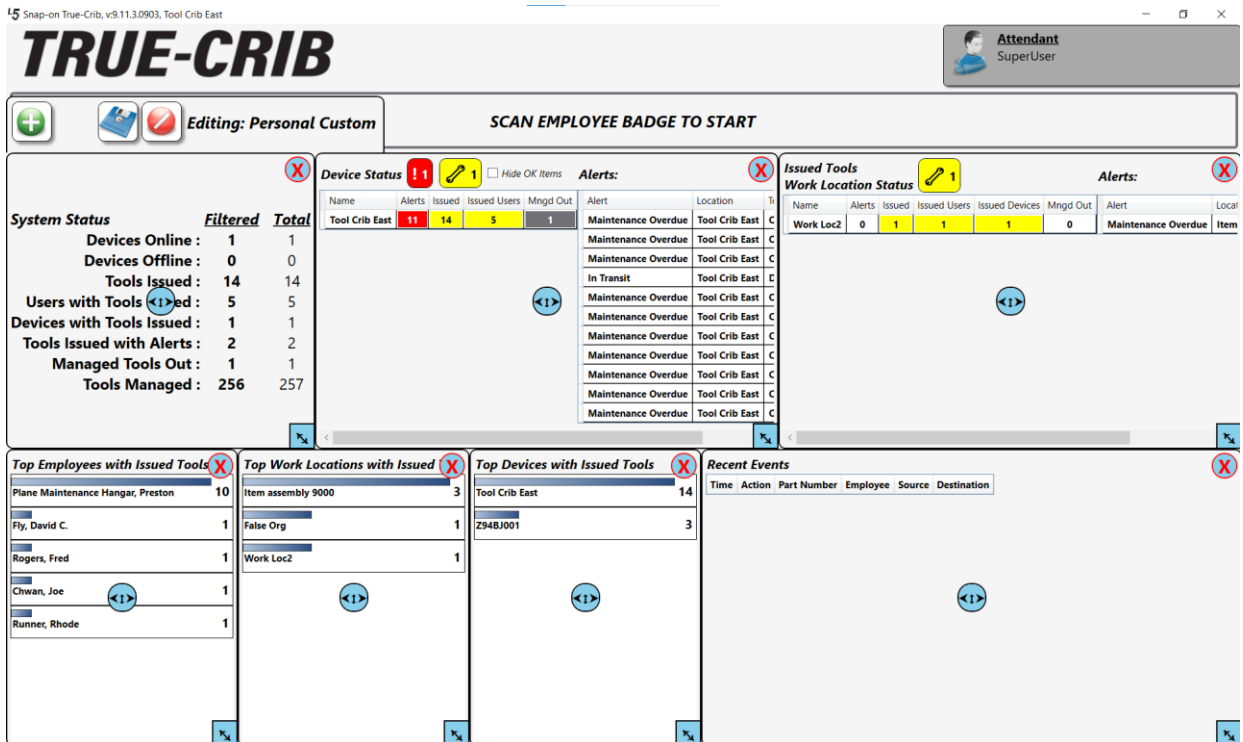 L5 Snap-on True-Crib, v:9.11.3.0903, Tool Crib East
TRUE-CRIB
Attendant
SuperUser
Editing: Personal Custom
SCAN EMPLOYEE BADGE TO START
X
System Status Filtered Total
Devices Online : 1 1
Devices Offline : 0 0
Tools Issued : 14 14
Users with Tools ed : 5 5
Devices with Tools Issued : 1 1
Tools Issued with Alerts : 2 2
Managed Tools Out : 1 1
Tools Managed : 256 257
Device Status ! 1 1 Hide OK Items Alerts: X
Name Alerts Issued Issued Users Mngd Out
Tool Crib East 11 14 5 1
Alert Location
Maintenance Overdue Tool Crib East C
Maintenance Overdue Tool Crib East C
Maintenance Overdue Tool Crib East C
In Transit Tool Crib East D
Maintenance Overdue Tool Crib East C
Maintenance Overdue Tool Crib East C
Maintenance Overdue Tool Crib East C
Maintenance Overdue Tool Crib East C
Maintenance Overdue Tool Crib East C
Maintenance Overdue Tool Crib East C
Maintenance Overdue Tool Crib East C
Issued Tools
Work Location Status 1 Alerts: X
Name Alerts Issued Issued Users Issued Devices Mngd Out
Work Loc2 0 1 1 1 0
Alert Locat
Maintenance Overdue Item
Top Employees with Issued Tools X
Plane Maintenance Hangar, Preston 10
Fly, David C. 1
Rogers, Fred 1
Chwan, Joe 1
Runner, Rhode 1
Top Work Locations with Issued T X
Item assembly 9000 3
False Org 1
Work Loc2 1
Top Devices with Issued Tools X
Tool Crib East 14
Z94BJ001 3
Recent Events X
Time Action Part Number Employee Source Destination